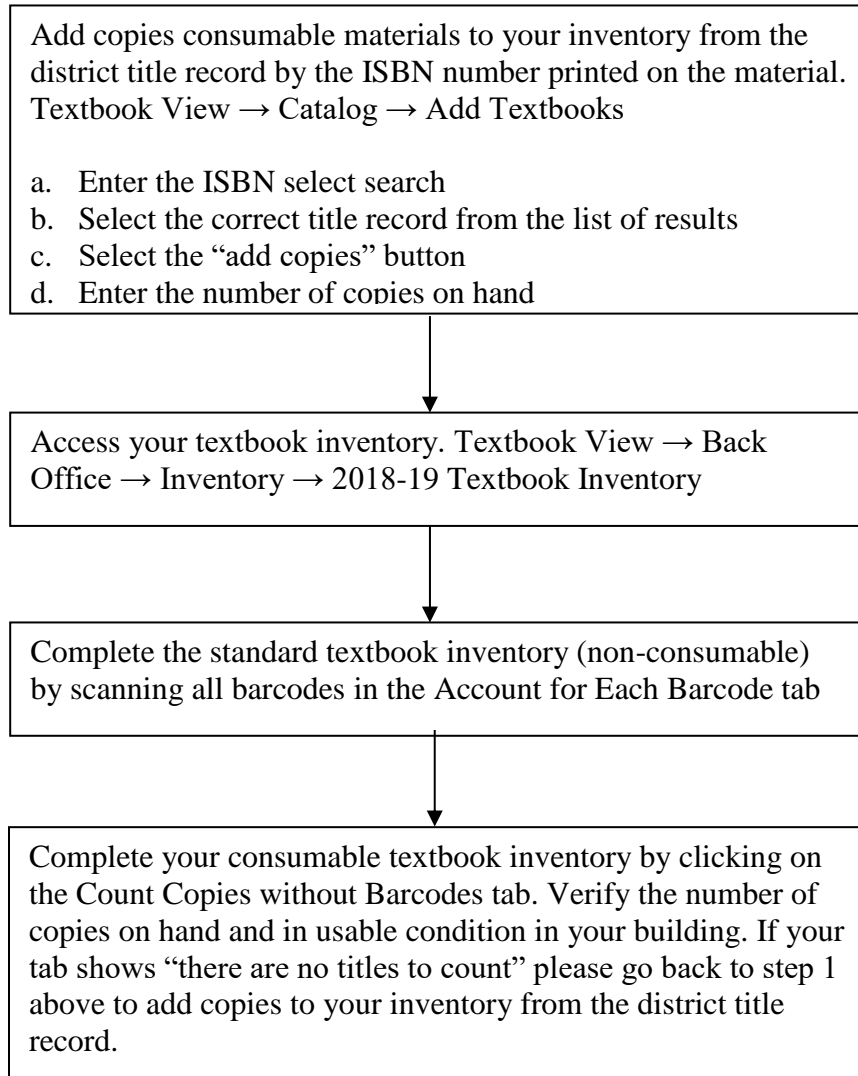 Add copies consumable materials to your inventory from the
district title record by the ISBN number printed on the material.
Textbook View → Catalog → Add Textbooks
a. Enter the ISBN select search
b. Select the correct title record from the list of results
c. Select the “add copies” button
d. Enter the number of copies on hand
Access your textbook inventory. Textbook View → Back
Office → Inventory → 2018-19 Textbook Inventory
Complete the standard textbook inventory (non-consumable)
by scanning all barcodes in the Account for Each Barcode tab
Complete your consumable textbook inventory by clicking on
the Count Copies without Barcodes tab. Verify the number of
copies on hand and in usable condition in your building. If your
tab shows “there are no titles to count” please go back to step 1
above to add copies to your inventory from the district title
record.